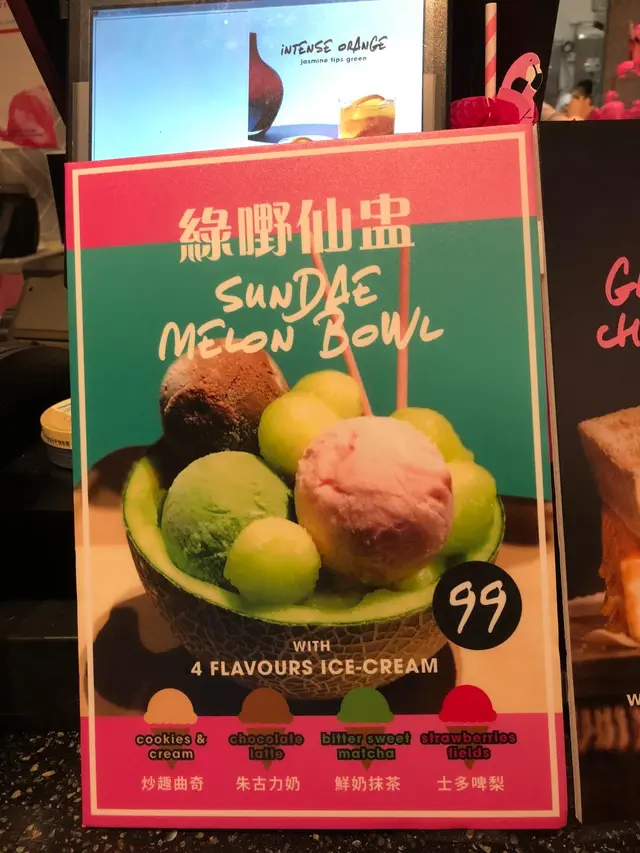 INTENSE ORANGE
jasmine tips green
綠嘢仙盅
SUNDAE
MELON BOWL
99
WITH
4 FLAVOURS ICE-CREAM
cookies &
cream
chocolate
latte
bitter sweet
matcha
strawberries
fields
炒趣曲奇
朱古力奶
鮮奶抹茶
士多啤梨